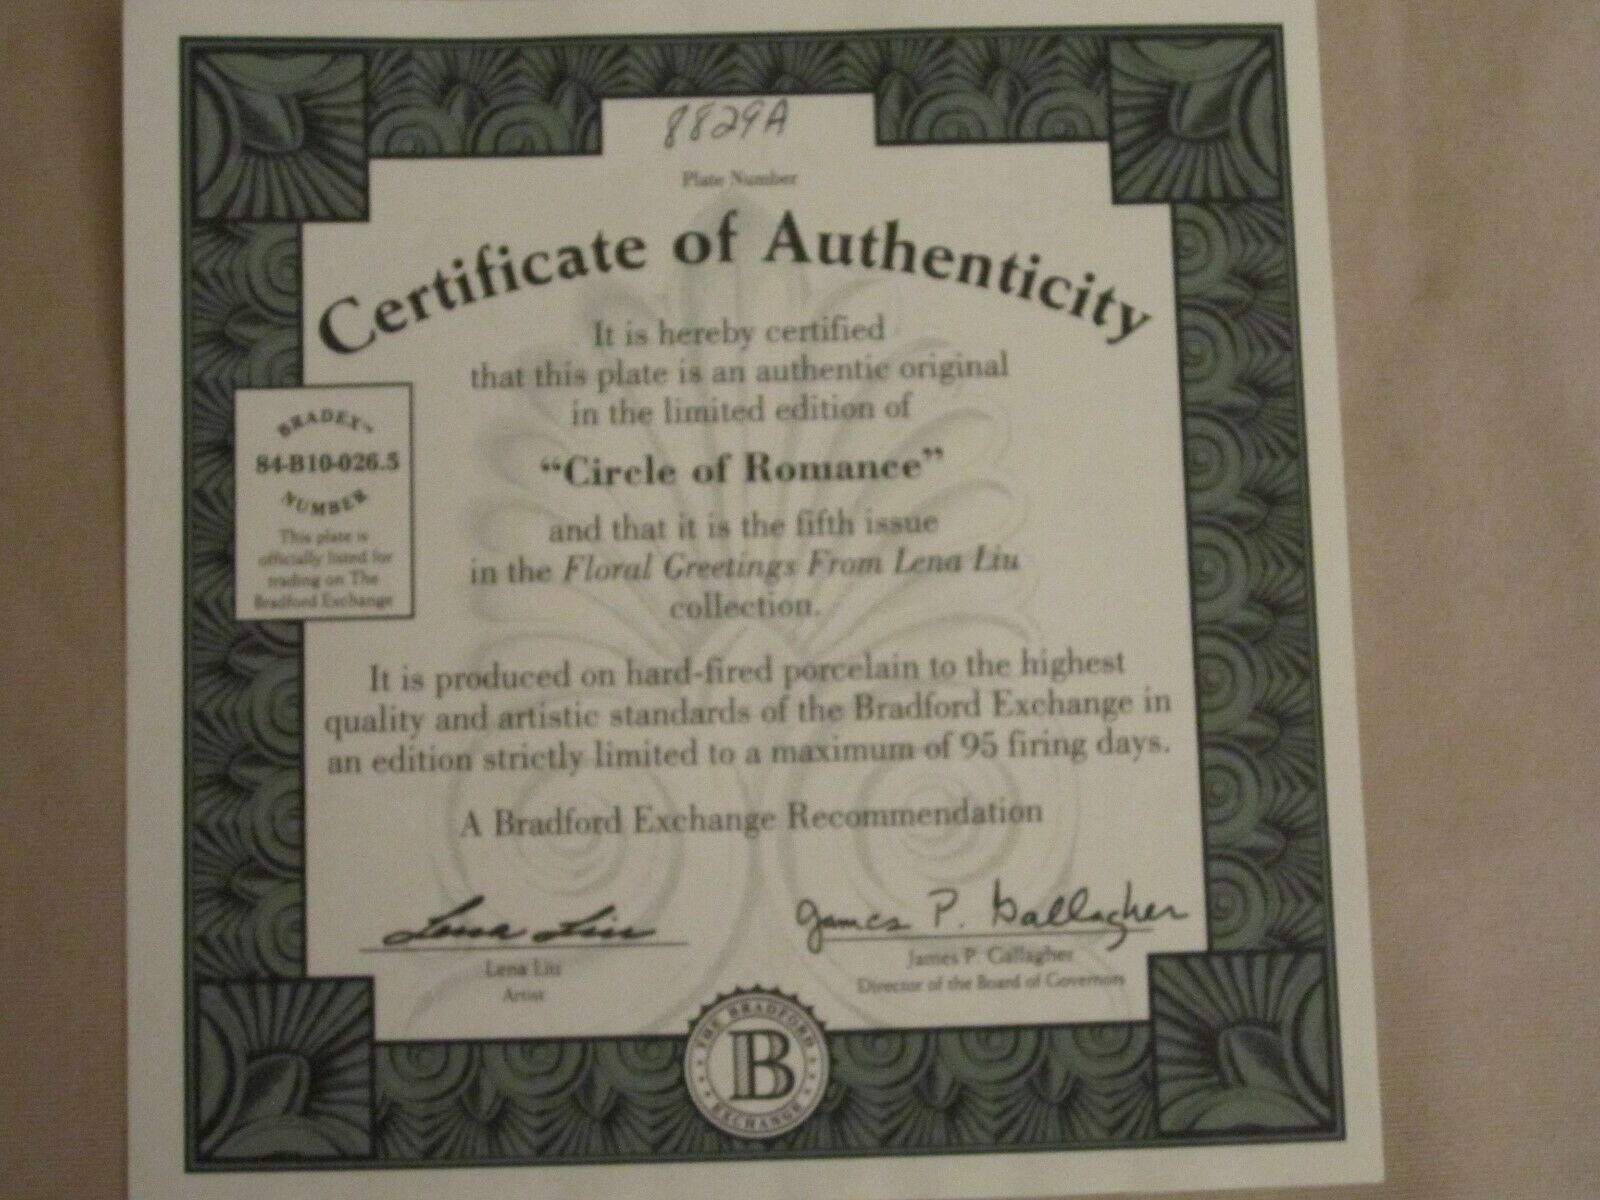 8829A
Plate Number
Certificate of Authenticity
It is hereby certified
that this plate is an authentic original
in the limited edition of
“Circle of Romance”
and that it is the fifth issue
in the Floral Greetings From Lena Liu
collection.
BRADEX™
84-B10-026.5
NUMBER
This plate is
officially listed for
trading on The
Bradford Exchange
It is produced on hard-fired porcelain to the highest
quality and artistic standards of the Bradford Exchange in
an edition strictly limited to a maximum of 95 firing days.
A Bradford Exchange Recommendation
Lena Liu
Lena Liu
Artist
James P. Gallagher
James P. Gallagher
Director of the Board of Governors
THE BRADFORD
B
EXCHANGE